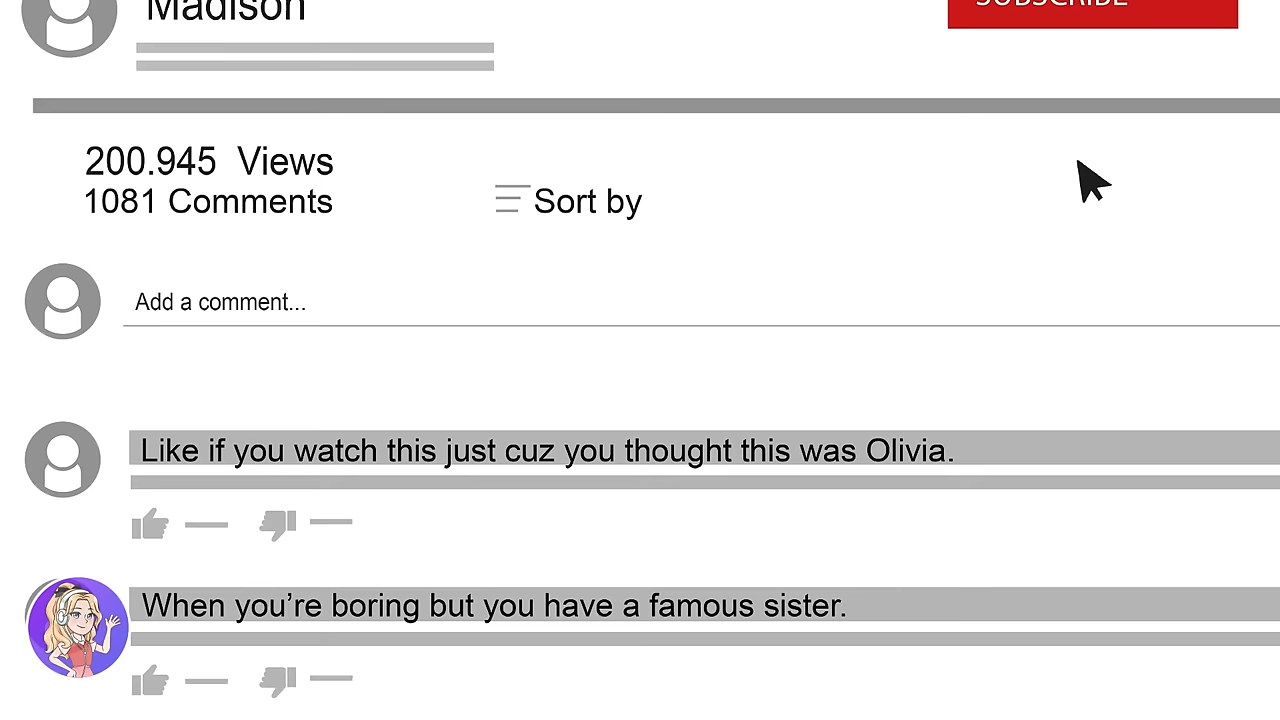 Madison
SUBSCRIBE
200.945 Views
1081 Comments
Sort by
Add a comment...
Like if you watch this just cuz you thought this was Olivia.
When you’re boring but you have a famous sister.